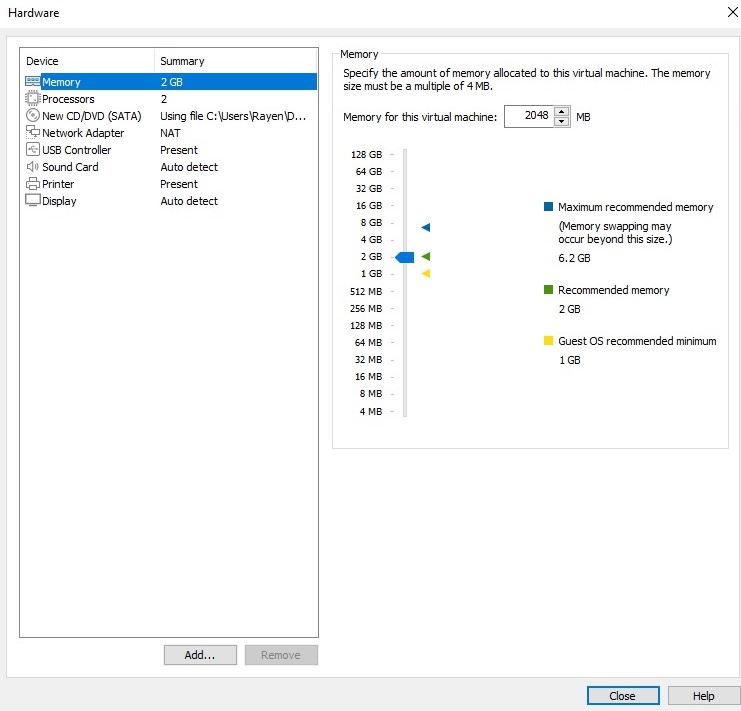 Hardware
Device Summary
Memory 2 GB
Processors 2
New CD/DVD (SATA) Using file C:\Users\Rayen\D...
Network Adapter NAT
USB Controller Present
Sound Card Auto detect
Printer Present
Display Auto detect
Add...
Remove
Memory
Specify the amount of memory allocated to this virtual machine. The memory
size must be a multiple of 4 MB.
Memory for this virtual machine: 2048 MB
128 GB
64 GB
32 GB
16 GB
8 GB
4 GB
2 GB
1 GB
512 MB
256 MB
128 MB
64 MB
32 MB
16 MB
8 MB
4 MB
Maximum recommended memory
(Memory swapping may
occur beyond this size.)
6.2 GB
Recommended memory
2 GB
Guest OS recommended minimum
1 GB
Close
Help